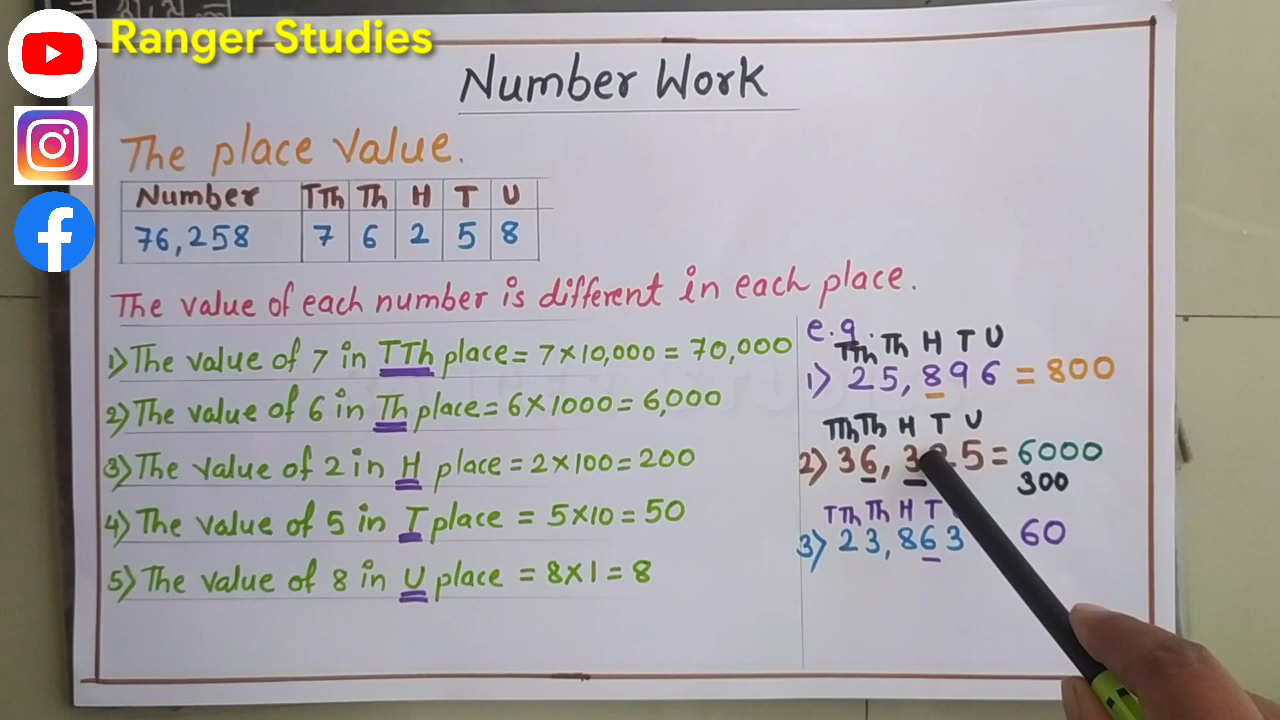 Ranger Studies
Number Work
The place value.
Number TTh Th H T U
76,258 7 6 2 5 8
The value of each number is different in each place.
1) The value of 7 in TTh place = 7×10,000 = 70,000
2) The value of 6 in Th place = 6×1000 = 6,000
3) The value of 2 in H place = 2×100 = 200
4) The value of 5 in T place = 5×10 = 50
5) The value of 8 in U place = 8×1 = 8
e.g.
TTh Th H T U
1) 25,896 = 800
TTh Th H T U
2) 36,325 = 6000
300
TTh Th H T
3) 23,863 60